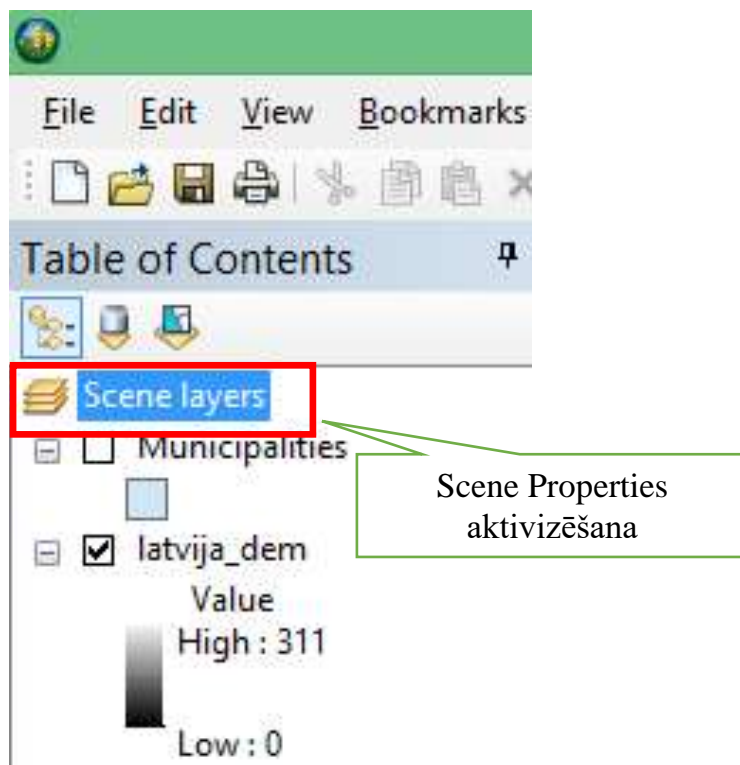 File Edit View Bookmarks
Table of Contents
Scene layers
Municipalities
Scene Properties
aktivizēšana
latvija_dem
Value
High : 311
Low : 0